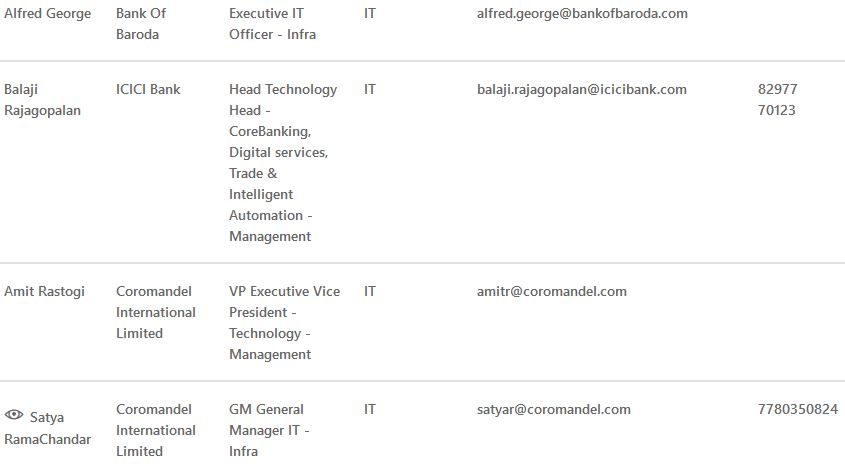 Alfred George
Bank Of
Baroda
Executive IT
Officer - Infra
IT
alfred.george@bankofbaroda.com
Balaji
Rajagopalan
ICICI Bank
Head Technology
Head -
CoreBanking,
Digital services,
Trade &
Intelligent
Automation -
Management
IT
balaji.rajagopalan@icicibank.com
82977
70123
Amit Rastogi
Coromandel
International
Limited
VP Executive Vice
President -
Technology -
Management
IT
amitr@coromandel.com
Satya
RamaChandar
Coromandel
International
Limited
GM General
Manager IT -
Infra
IT
satyar@coromandel.com
7780350824